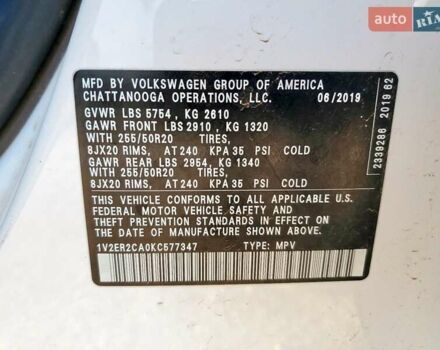 auto RIA
MFD BY VOLKSWAGEN GROUP OF AMERICA
CHATTANOOGA OPERATIONS, LLC. 06/2019
GVWR LBS 5754 , KG 2610
GAWR FRONT LBS 2910 , KG 1320
WITH 255/50R20 TIRES,
8JX20 RIMS, AT 240 KPA 35 PSI COLD
GAWR REAR LBS 2954, KG 1340
WITH 255/50R20 TIRES,
8JX20 RIMS, AT 240 KPA 35 PSI COLD
THIS VEHICLE CONFORMS TO ALL APPLICABLE U.S.
FEDERAL MOTOR VEHICLE SAFETY AND
THEFT PREVENTION STANDARDS IN EFFECT ON
THE DATE OF MANUFACTURE SHOWN ABOVE.
1V2ER2CA0KC577347 TYPE: MPV
2339286 2019 62